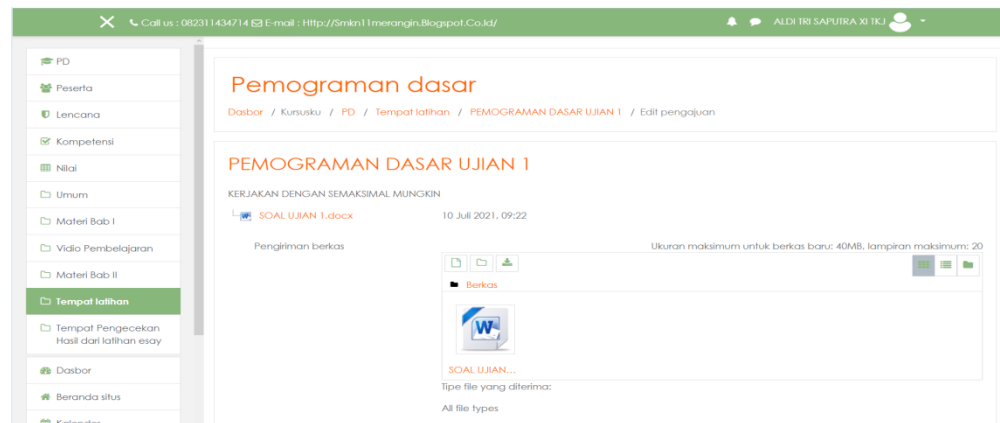 Call us : 082311434714 E-mail : Http://Smkn11merangin.Blogspot.Co.Id/
ALDI TRI SAPUTRA XI TKJ
PD
Peserta
Lencana
Kompetensi
Nilai
Umum
Materi Bab I
Vidio Pembelajaran
Materi Bab II
Tempat latihan
Tempat Pengecekan
Hasil dari latihan esay
Dasbor
Beranda situs
Kalender
Pemograman dasar
Dasbor / Kursusku / PD / Tempat latihan / PEMOGRAMAN DASAR UJIAN 1 / Edit pengajuan
PEMOGRAMAN DASAR UJIAN 1
KERJAKAN DENGAN SEMAKSIMAL MUNGKIN
SOAL UJIAN 1.docx 10 Juli 2021, 09:22
Pengiriman berkas
Ukuran maksimum untuk berkas baru: 40MB, lampiran maksimum: 20
Berkas
SOAL UJIAN...
Tipe file yang diterima:
All file types